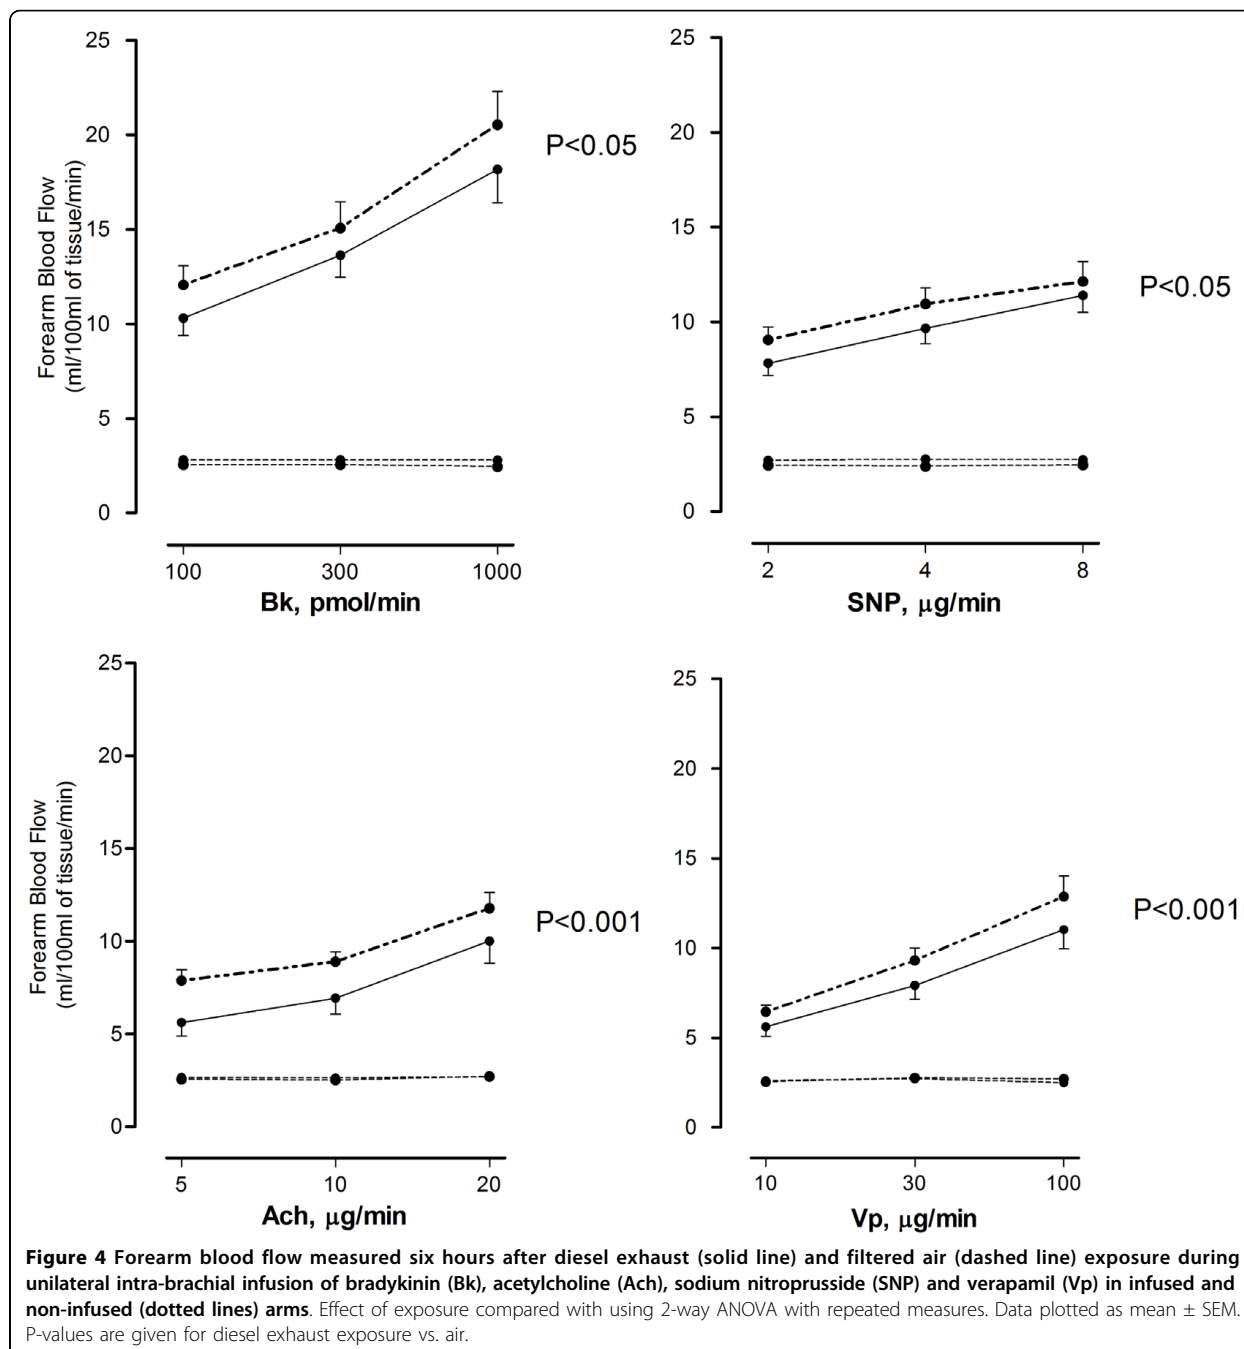 25
20
15
10
5
0
Forearm Blood Flow
(ml/100ml of tissue/min)
P<0.05
100 300 1000
Bk, pmol/min
25
20
15
10
5
0
P<0.05
2 4 8
SNP, μg/min
25
20
15
10
5
0
Forearm Blood Flow
(ml/100ml of tissue/min)
P<0.001
5 10 20
Ach, μg/min
25
20
15
10
5
0
P<0.001
10 30 100
Vp, μg/min
Figure 4 Forearm blood flow measured six hours after diesel exhaust (solid line) and filtered air (dashed line) exposure during
unilateral intra-brachial infusion of bradykinin (Bk), acetylcholine (Ach), sodium nitroprusside (SNP) and verapamil (Vp) in infused and
non-infused (dotted lines) arms. Effect of exposure compared with using 2-way ANOVA with repeated measures. Data plotted as mean ± SEM.
P-values are given for diesel exhaust exposure vs. air.